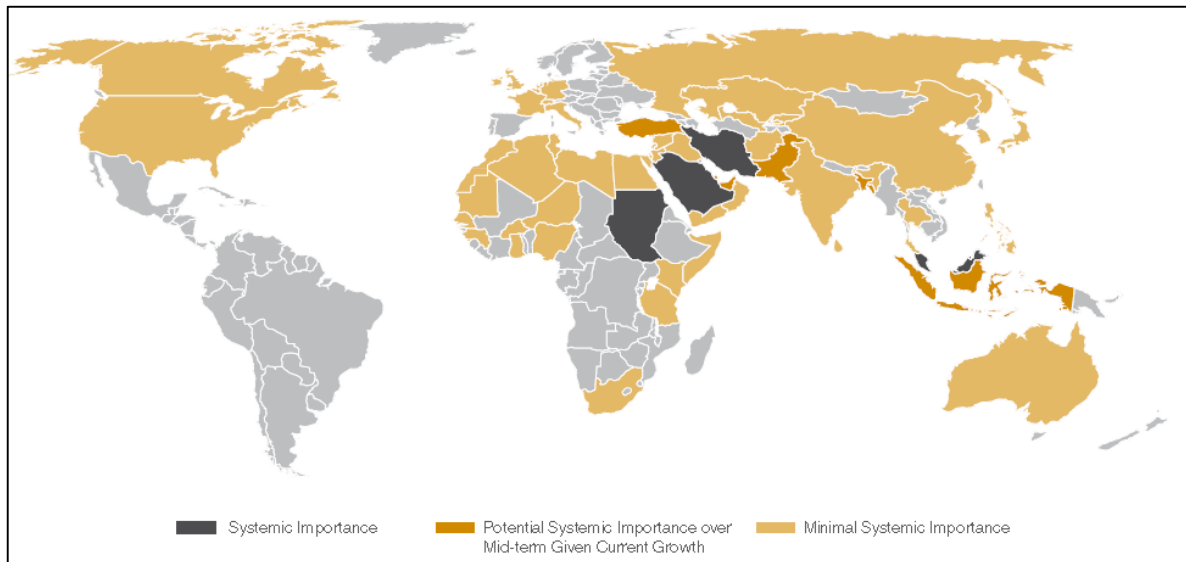 Systemic Importance
Potential Systemic Importance over
Mid-term Given Current Growth
Minimal Systemic Importance